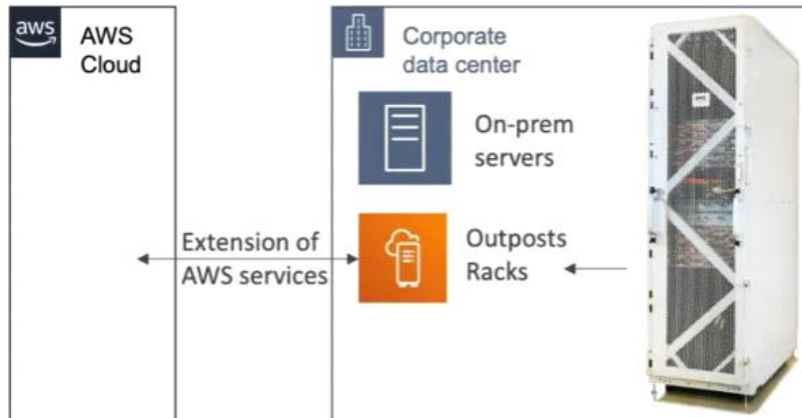 aws
AWS
Cloud
Corporate
data center
On-prem
servers
Extension of
AWS services
Outposts
Racks